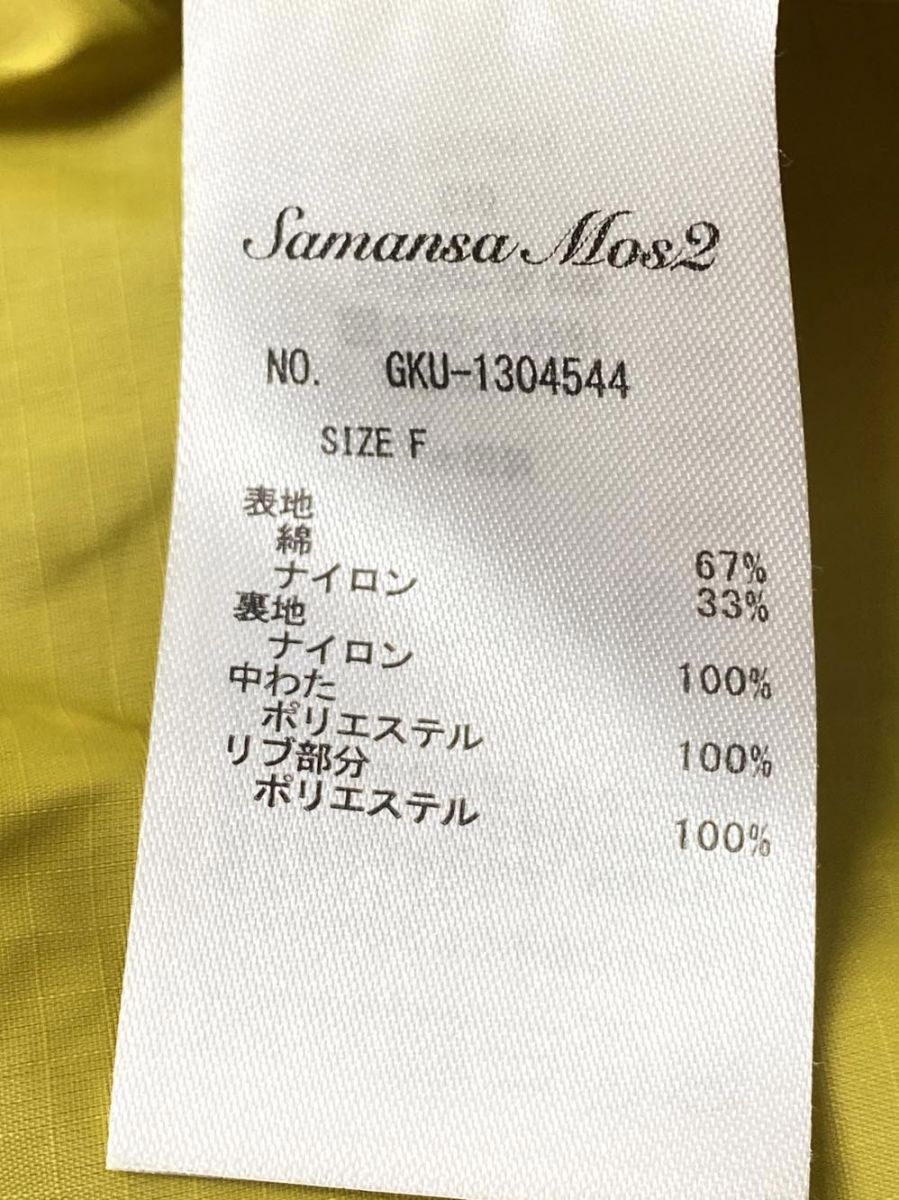 Samansa Mos2
NO. GKU-1304544
SIZE F
表地
綿 67%
ナイロン 33%
裏地
ナイロン 100%
中わた
ポリエステル 100%
リブ部分
ポリエステル 100%